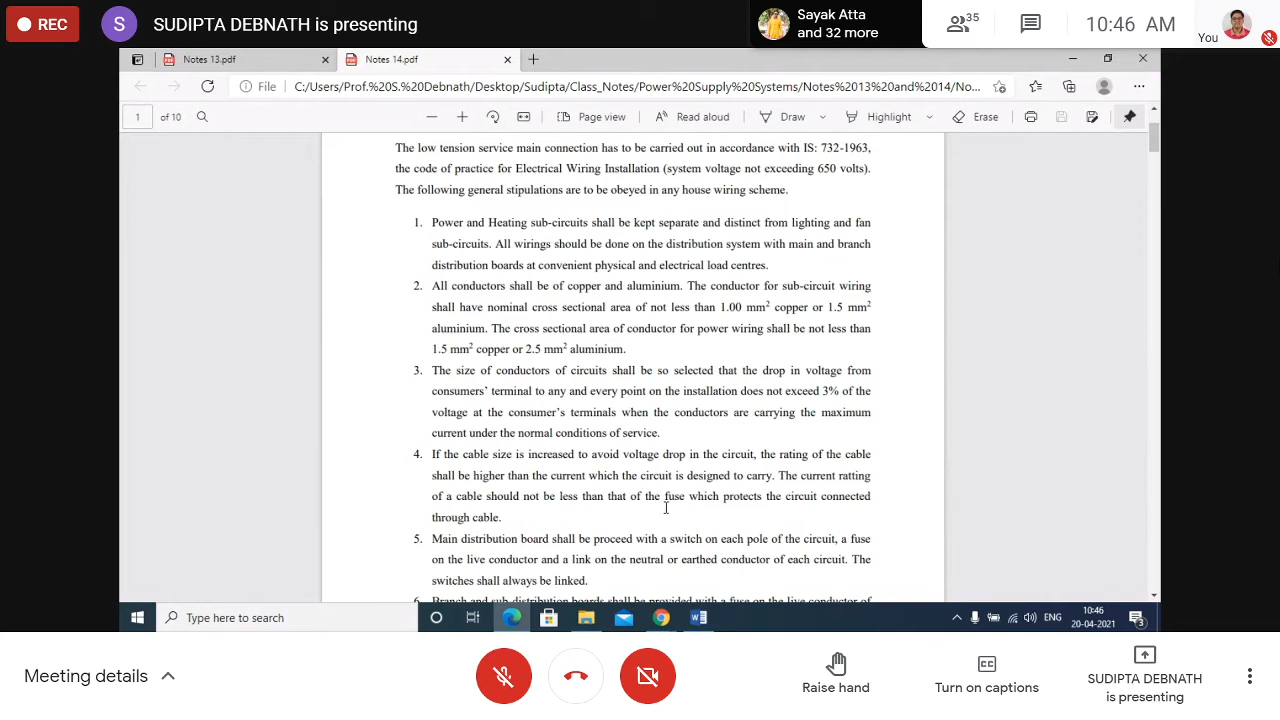 REC
S
SUDIPTA DEBNATH is presenting
Sayak Atta
and 32 more
35
10:46 AM
You
Notes 13.pdf
Notes 14.pdf
File
C:/Users/Prof.%20S.%20Debnath/Desktop/Sudipta/Class_Notes/Power%20Supply%20Systems/Notes%2013%20and%2014/No...
1 of 10
Page view
Read aloud
Draw
Highlight
Erase
The low tension service main connection has to be carried out in accordance with IS: 732-1963,
the code of practice for Electrical Wiring Installation (system voltage not exceeding 650 volts).
The following general stipulations are to be obeyed in any house wiring scheme.
1. Power and Heating sub-circuits shall be kept separate and distinct from lighting and fan
sub-circuits. All wirings should be done on the distribution system with main and branch
distribution boards at convenient physical and electrical load centres.
2. All conductors shall be of copper and aluminium. The conductor for sub-circuit wiring
shall have nominal cross sectional area of not less than 1.00 mm² copper or 1.5 mm²
aluminium. The cross sectional area of conductor for power wiring shall be not less than
1.5 mm² copper or 2.5 mm² aluminium.
3. The size of conductors of circuits shall be so selected that the drop in voltage from
consumers’ terminal to any and every point on the installation does not exceed 3% of the
voltage at the consumer’s terminals when the conductors are carrying the maximum
current under the normal conditions of service.
4. If the cable size is increased to avoid voltage drop in the circuit, the rating of the cable
shall be higher than the current which the circuit is designed to carry. The current ratting
of a cable should not be less than that of the fuse which protects the circuit connected
through cable.
5. Main distribution board shall be proceed with a switch on each pole of the circuit, a fuse
on the live conductor and a link on the neutral or earthed conductor of each circuit. The
switches shall always be linked.
6. Branch and sub-distribution boards shall be provided with a fuse on the live conductor of
Type here to search
ENG
10:46
20-04-2021
3
Meeting details
Raise hand
Turn on captions
SUDIPTA DEBNATH
is presenting